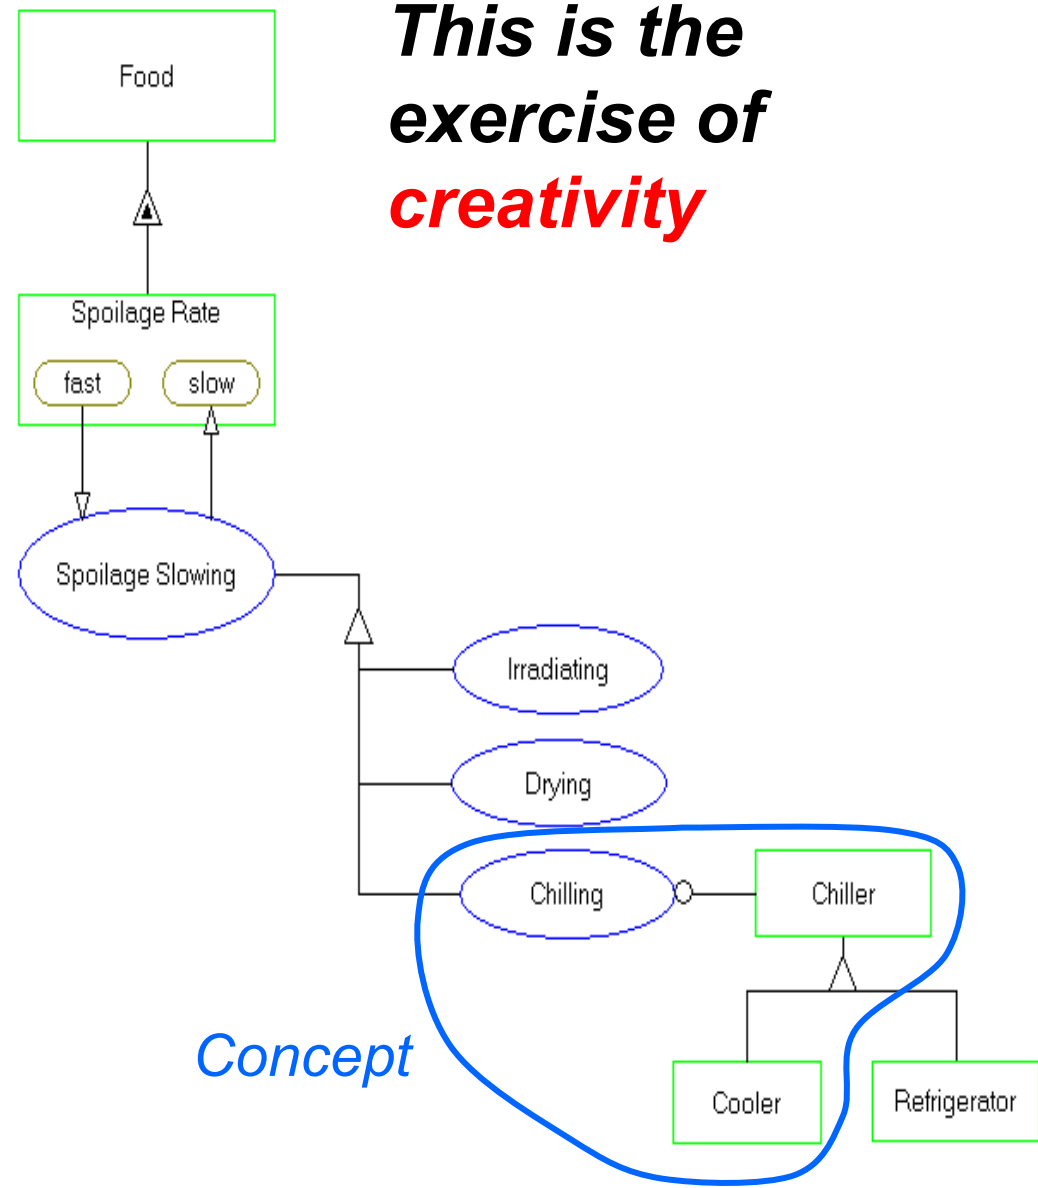 This is the
exercise of
creativity
Food
Spoilage Rate
fast slow
Spoilage Slowing
Irradiating
Drying
Chilling Chiller
Concept
Cooler Refrigerator